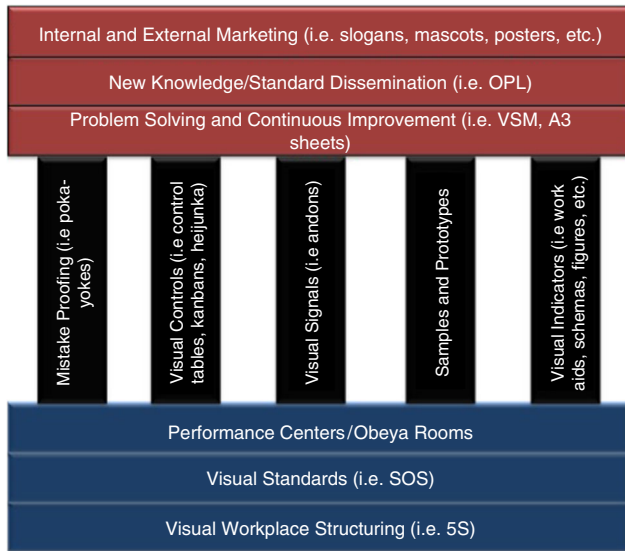 Internal and External Marketing (i.e. slogans, mascots, posters, etc.)
New Knowledge/Standard Dissemination (i.e. OPL)
Problem Solving and Continuous Improvement (i.e. VSM, A3
sheets)
Mistake Proofing (i.e poka-
yokes)
Visual Controls (i.e control
tables, kanbans, heijunka)
Visual Signals (i.e andons)
Samples and Prototypes
Visual Indicators (i.e work
aids, schemas, figures, etc.)
Performance Centers/Obeya Rooms
Visual Standards (i.e. SOS)
Visual Workplace Structuring (i.e. 5S)